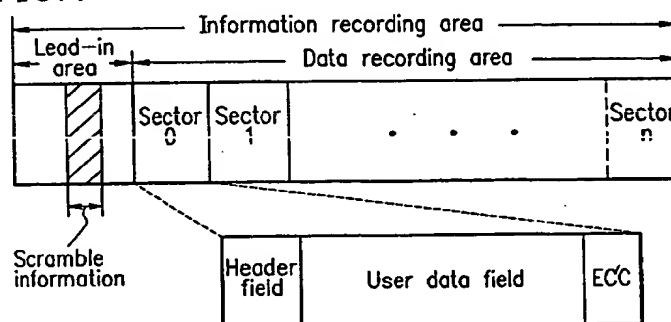 Information recording area
Lead-in area
Data recording area
Sector 0
Sector 1
Sector n
Scramble information
Header field
User data field
ECC